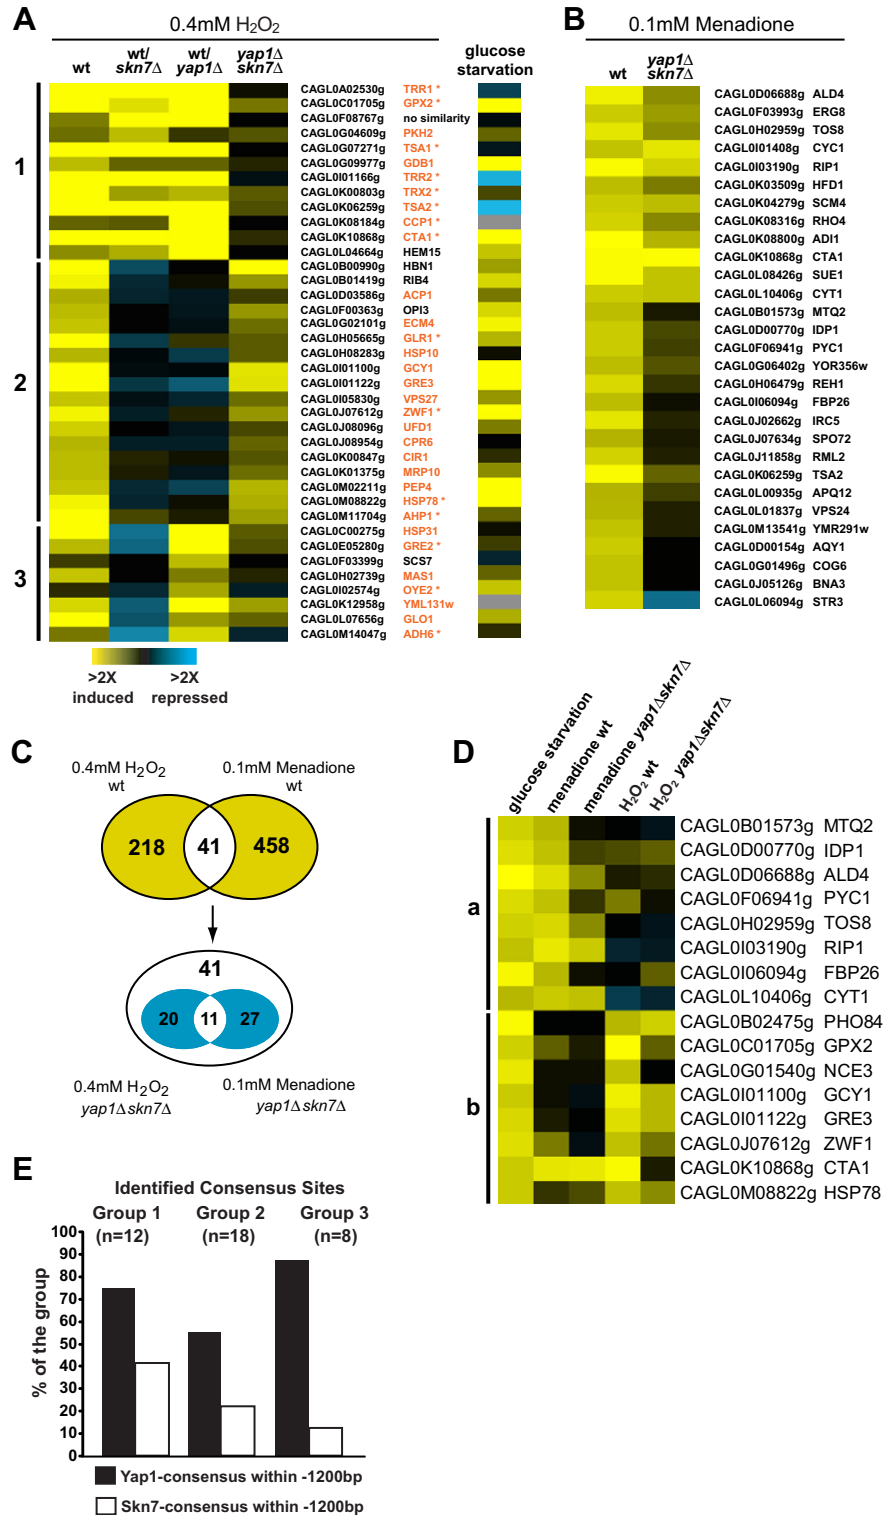 A
0.4mM H₂O₂
wt
wt/ skn7Δ
wt/ yap1Δ
yap1Δ skn7Δ
glucose starvation
1
CAGL0A02530g TRR1 *
CAGL0C01705g GPX2 *
CAGL0F08767g no similarity
CAGL0G04609g PKH2
CAGL0G07271g TSA1 *
CAGL0G09977g GDB1
CAGL0I01166g TRR2 *
CAGL0K00803g TRX2 *
CAGL0K06259g TSA2 *
CAGL0K08184g CCP1 *
CAGL0K10868g CTA1 *
CAGL0L04664g HEM15
2
CAGL0B00990g HBN1
CAGL0B01419g RIB4
CAGL0D03586g ACP1
CAGL0F00363g OPI3
CAGL0G02101g ECM4
CAGL0H05665g GLR1 *
CAGL0H08283g HSP10
CAGL0I01100g GCY1
CAGL0I01122g GRE3
CAGL0I05830g VPS27
CAGL0J07612g ZWF1 *
CAGL0J08096g UFD1
CAGL0J08954g CPR6
CAGL0K00847g CIR1
CAGL0K01375g MRP10
CAGL0M02211g PEP4
CAGL0M08822g HSP78 *
CAGL0M11704g AHP1 *
3
CAGL0C00275g HSP31
CAGL0E05280g GRE2 *
CAGL0F03399g SCS7
CAGL0H02739g MAS1
CAGL0I02574g OYE2 *
CAGL0K12958g YML131w
CAGL0L07656g GLO1
CAGL0M14047g ADH6 *
>2X induced
>2X repressed
B
0.1mM Menadione
wt
yap1Δ skn7Δ
CAGL0D06688g ALD4
CAGL0F03993g ERG8
CAGL0H02959g TOS8
CAGL0I01408g CYC1
CAGL0I03190g RIP1
CAGL0K03509g HFD1
CAGL0K04279g SCM4
CAGL0K08316g RHO4
CAGL0K08800g ADI1
CAGL0K10868g CTA1
CAGL0L08426g SUE1
CAGL0L10406g CYT1
CAGL0B01573g MTQ2
CAGL0D00770g IDP1
CAGL0F06941g PYC1
CAGL0G06402g YOR356w
CAGL0H06479g REH1
CAGL0I06094g FBP26
CAGL0J02662g IRC5
CAGL0J07634g SPO72
CAGL0J11858g RML2
CAGL0K06259g TSA2
CAGL0L00935g APQ12
CAGL0L01837g VPS24
CAGL0M13541g YMR291w
CAGL0D00154g AQY1
CAGL0G01496g COG6
CAGL0J05126g BNA3
CAGL0L06094g STR3
C
0.4mM H₂O₂ wt
0.1mM Menadione wt
218 41 458
41
20 11 27
0.4mM H₂O₂ yap1Δskn7Δ
0.1mM Menadione yap1Δskn7Δ
D
glucose starvation
menadione wt
menadione yap1Δskn7Δ
H₂O₂ wt
H₂O₂ yap1Δskn7Δ
a
CAGL0B01573g MTQ2
CAGL0D00770g IDP1
CAGL0D06688g ALD4
CAGL0F06941g PYC1
CAGL0H02959g TOS8
CAGL0I03190g RIP1
CAGL0I06094g FBP26
CAGL0L10406g CYT1
b
CAGL0B02475g PHO84
CAGL0C01705g GPX2
CAGL0G01540g NCE3
CAGL0I01100g GCY1
CAGL0I01122g GRE3
CAGL0J07612g ZWF1
CAGL0K10868g CTA1
CAGL0M08822g HSP78
E
Identified Consensus Sites
Group 1 Group 2 Group 3
(n=12) (n=18) (n=8)
% of the group
100
90
80
70
60
50
40
30
20
10
0
Yap1-consensus within -1200bp
Skn7-consensus within -1200bp